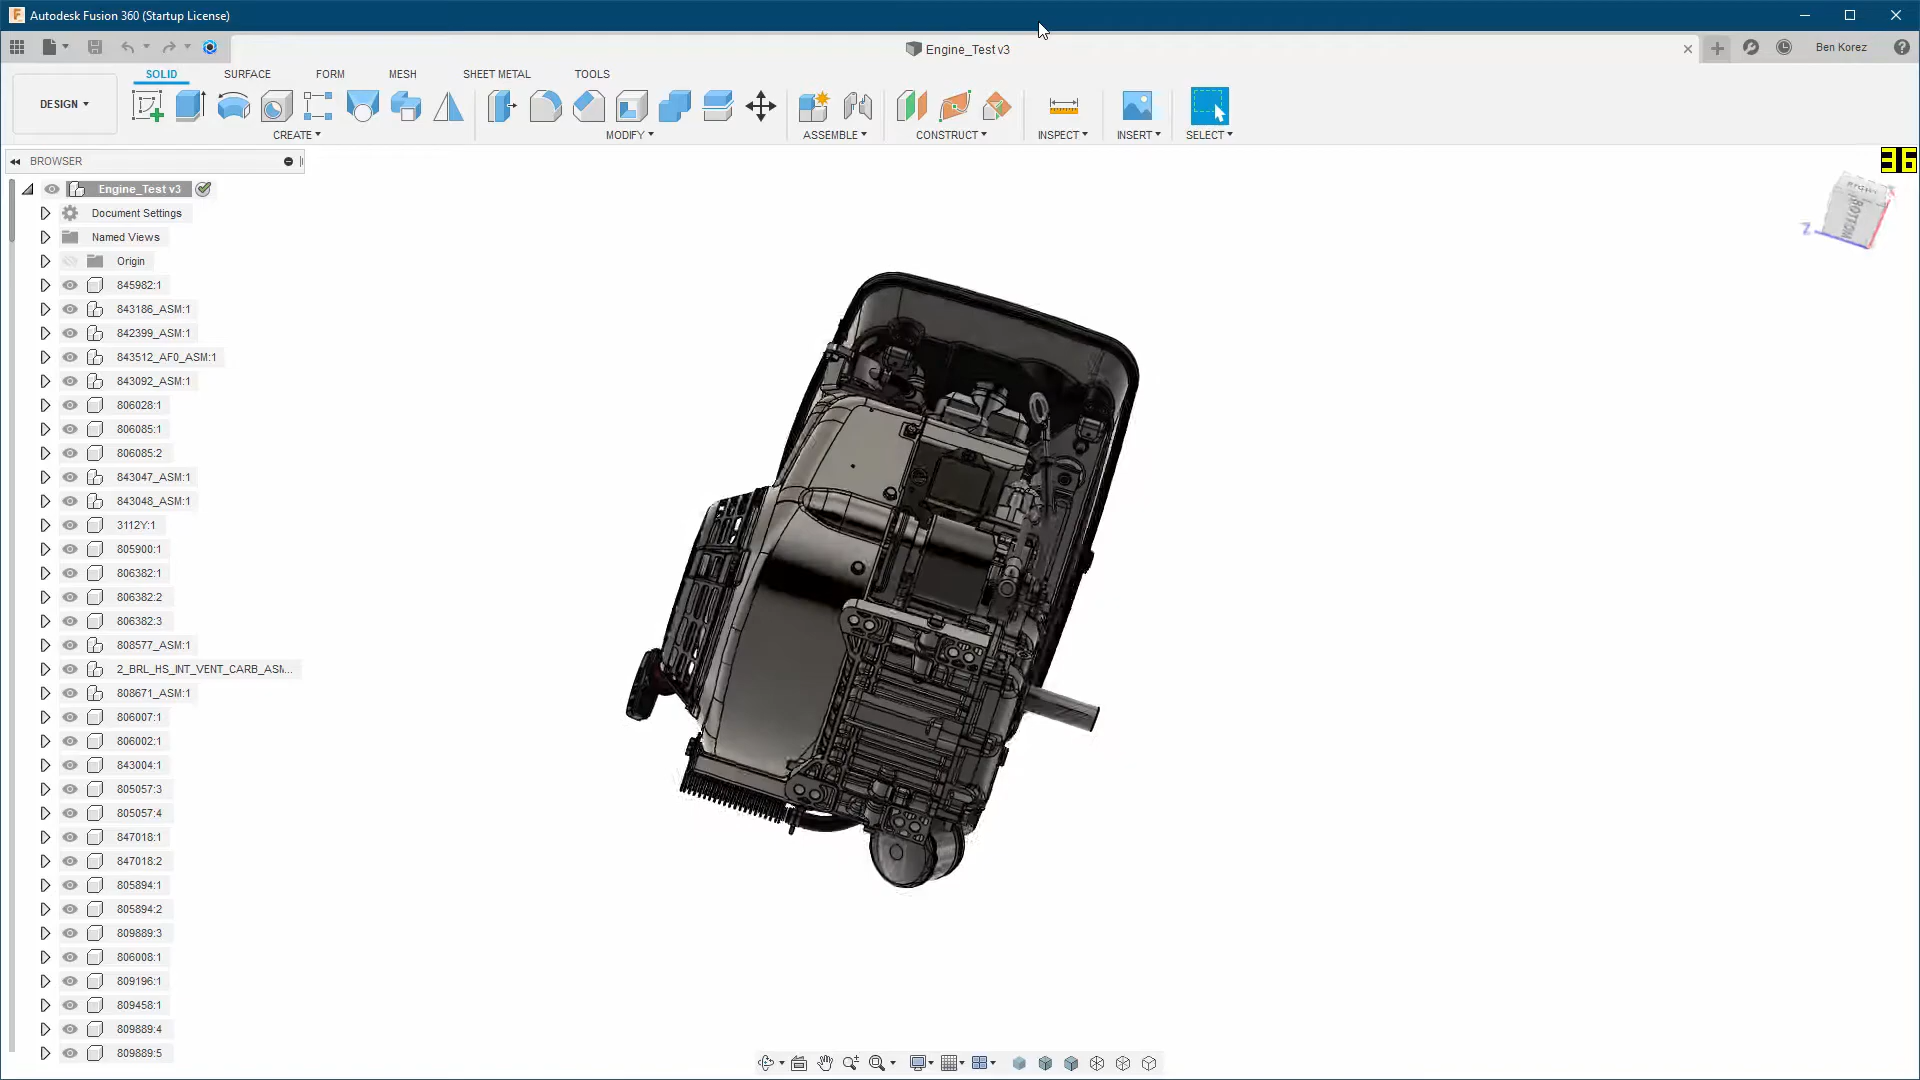 Autodesk Fusion 360 (Startup License)
Engine_Test v3
Ben Korez
SOLID
SURFACE
FORM
MESH
SHEET METAL
TOOLS
DESIGN
CREATE
MODIFY
ASSEMBLE
CONSTRUCT
INSPECT
INSERT
SELECT
BROWSER
36
Engine_Test v3
Document Settings
Named Views
Origin
845982:1
843186_ASM:1
842399_ASM:1
843512_AF0_ASM:1
843092_ASM:1
806028:1
806085:1
806085:2
843047_ASM:1
843048_ASM:1
3112Y:1
805900:1
806382:1
806382:2
806382:3
808577_ASM:1
2_BRL_HS_INT_VENT_CARB_ASM...
808671_ASM:1
806007:1
806002:1
843004:1
805057:3
805057:4
847018:1
847018:2
805894:1
805894:2
809889:3
806008:1
809196:1
809458:1
809889:4
809889:5
Z
BOTTOM